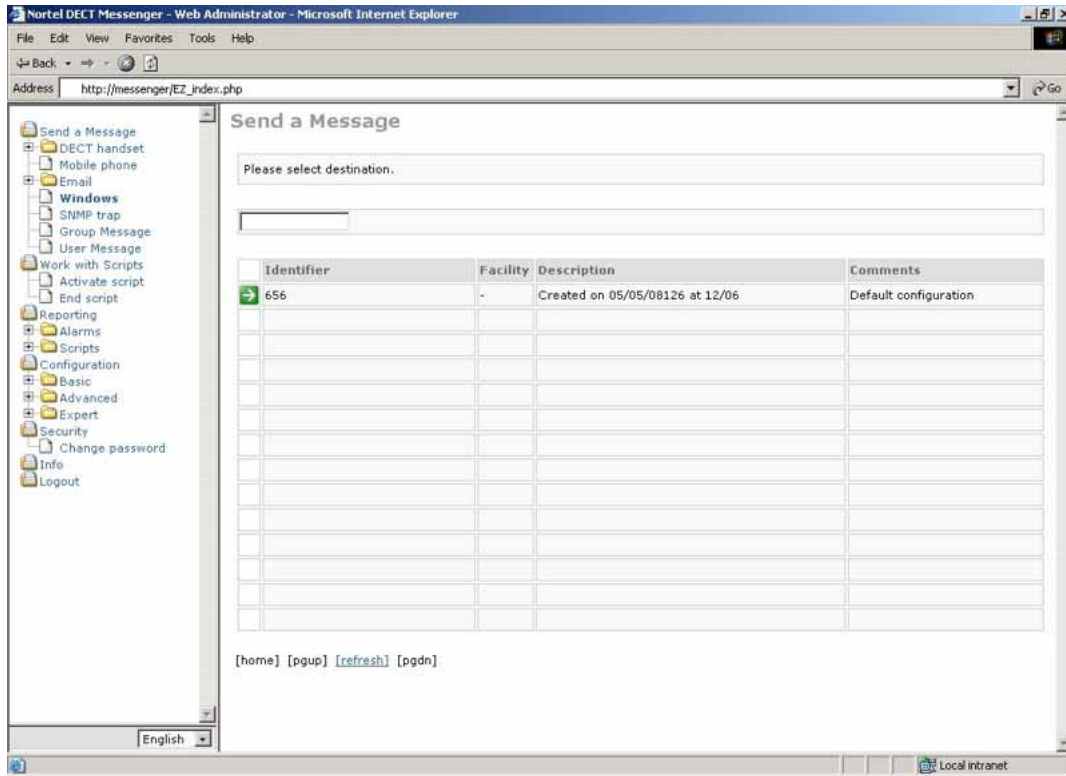 Nortel DECT Messenger - Web Administrator - Microsoft Internet Explorer
File Edit View Favorites Tools Help
Back
Address http://messenger/EZ_index.php Go
Send a Message
DECT handset
Mobile phone
Email
Windows
SNMP trap
Group Message
User Message
Work with Scripts
Activate script
End script
Reporting
Alarms
Scripts
Configuration
Basic
Advanced
Expert
Security
Change password
Info
Logout
English
Send a Message
Please select destination.
Identifier Facility Description Comments
656 - Created on 05/05/08126 at 12/06 Default configuration
[home] [pgup] [refresh] [pgdn]
Local intranet